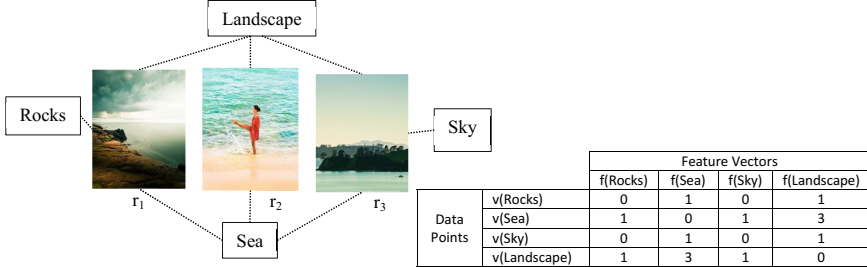 Landscape
Rocks
Sky
r1
r2
r3
Sea
Feature Vectors
f(Rocks) f(Sea) f(Sky) f(Landscape)
Data Points
v(Rocks) 0 1 0 1
v(Sea) 1 0 1 3
v(Sky) 0 1 0 1
v(Landscape) 1 3 1 0